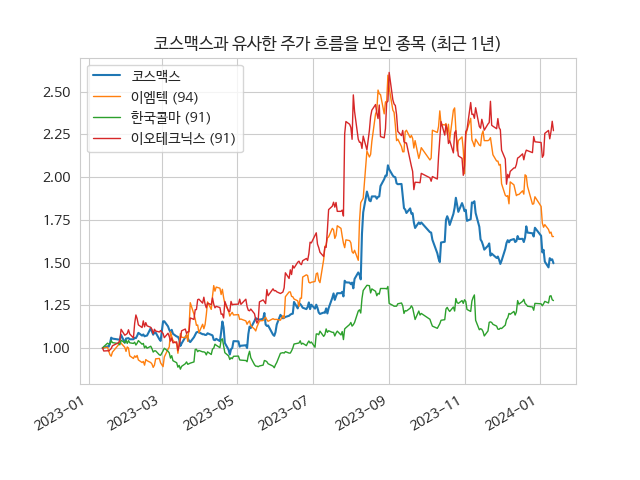 코스맥스과 유사한 주가 흐름을 보인 종목 (최근 1년)
코스맥스
이엠텍 (94)
한국콜마 (91)
이오테크닉스 (91)
2.50
2.25
2.00
1.75
1.50
1.25
1.00
2023-01
2023-03
2023-05
2023-07
2023-09
2023-11
2024-01